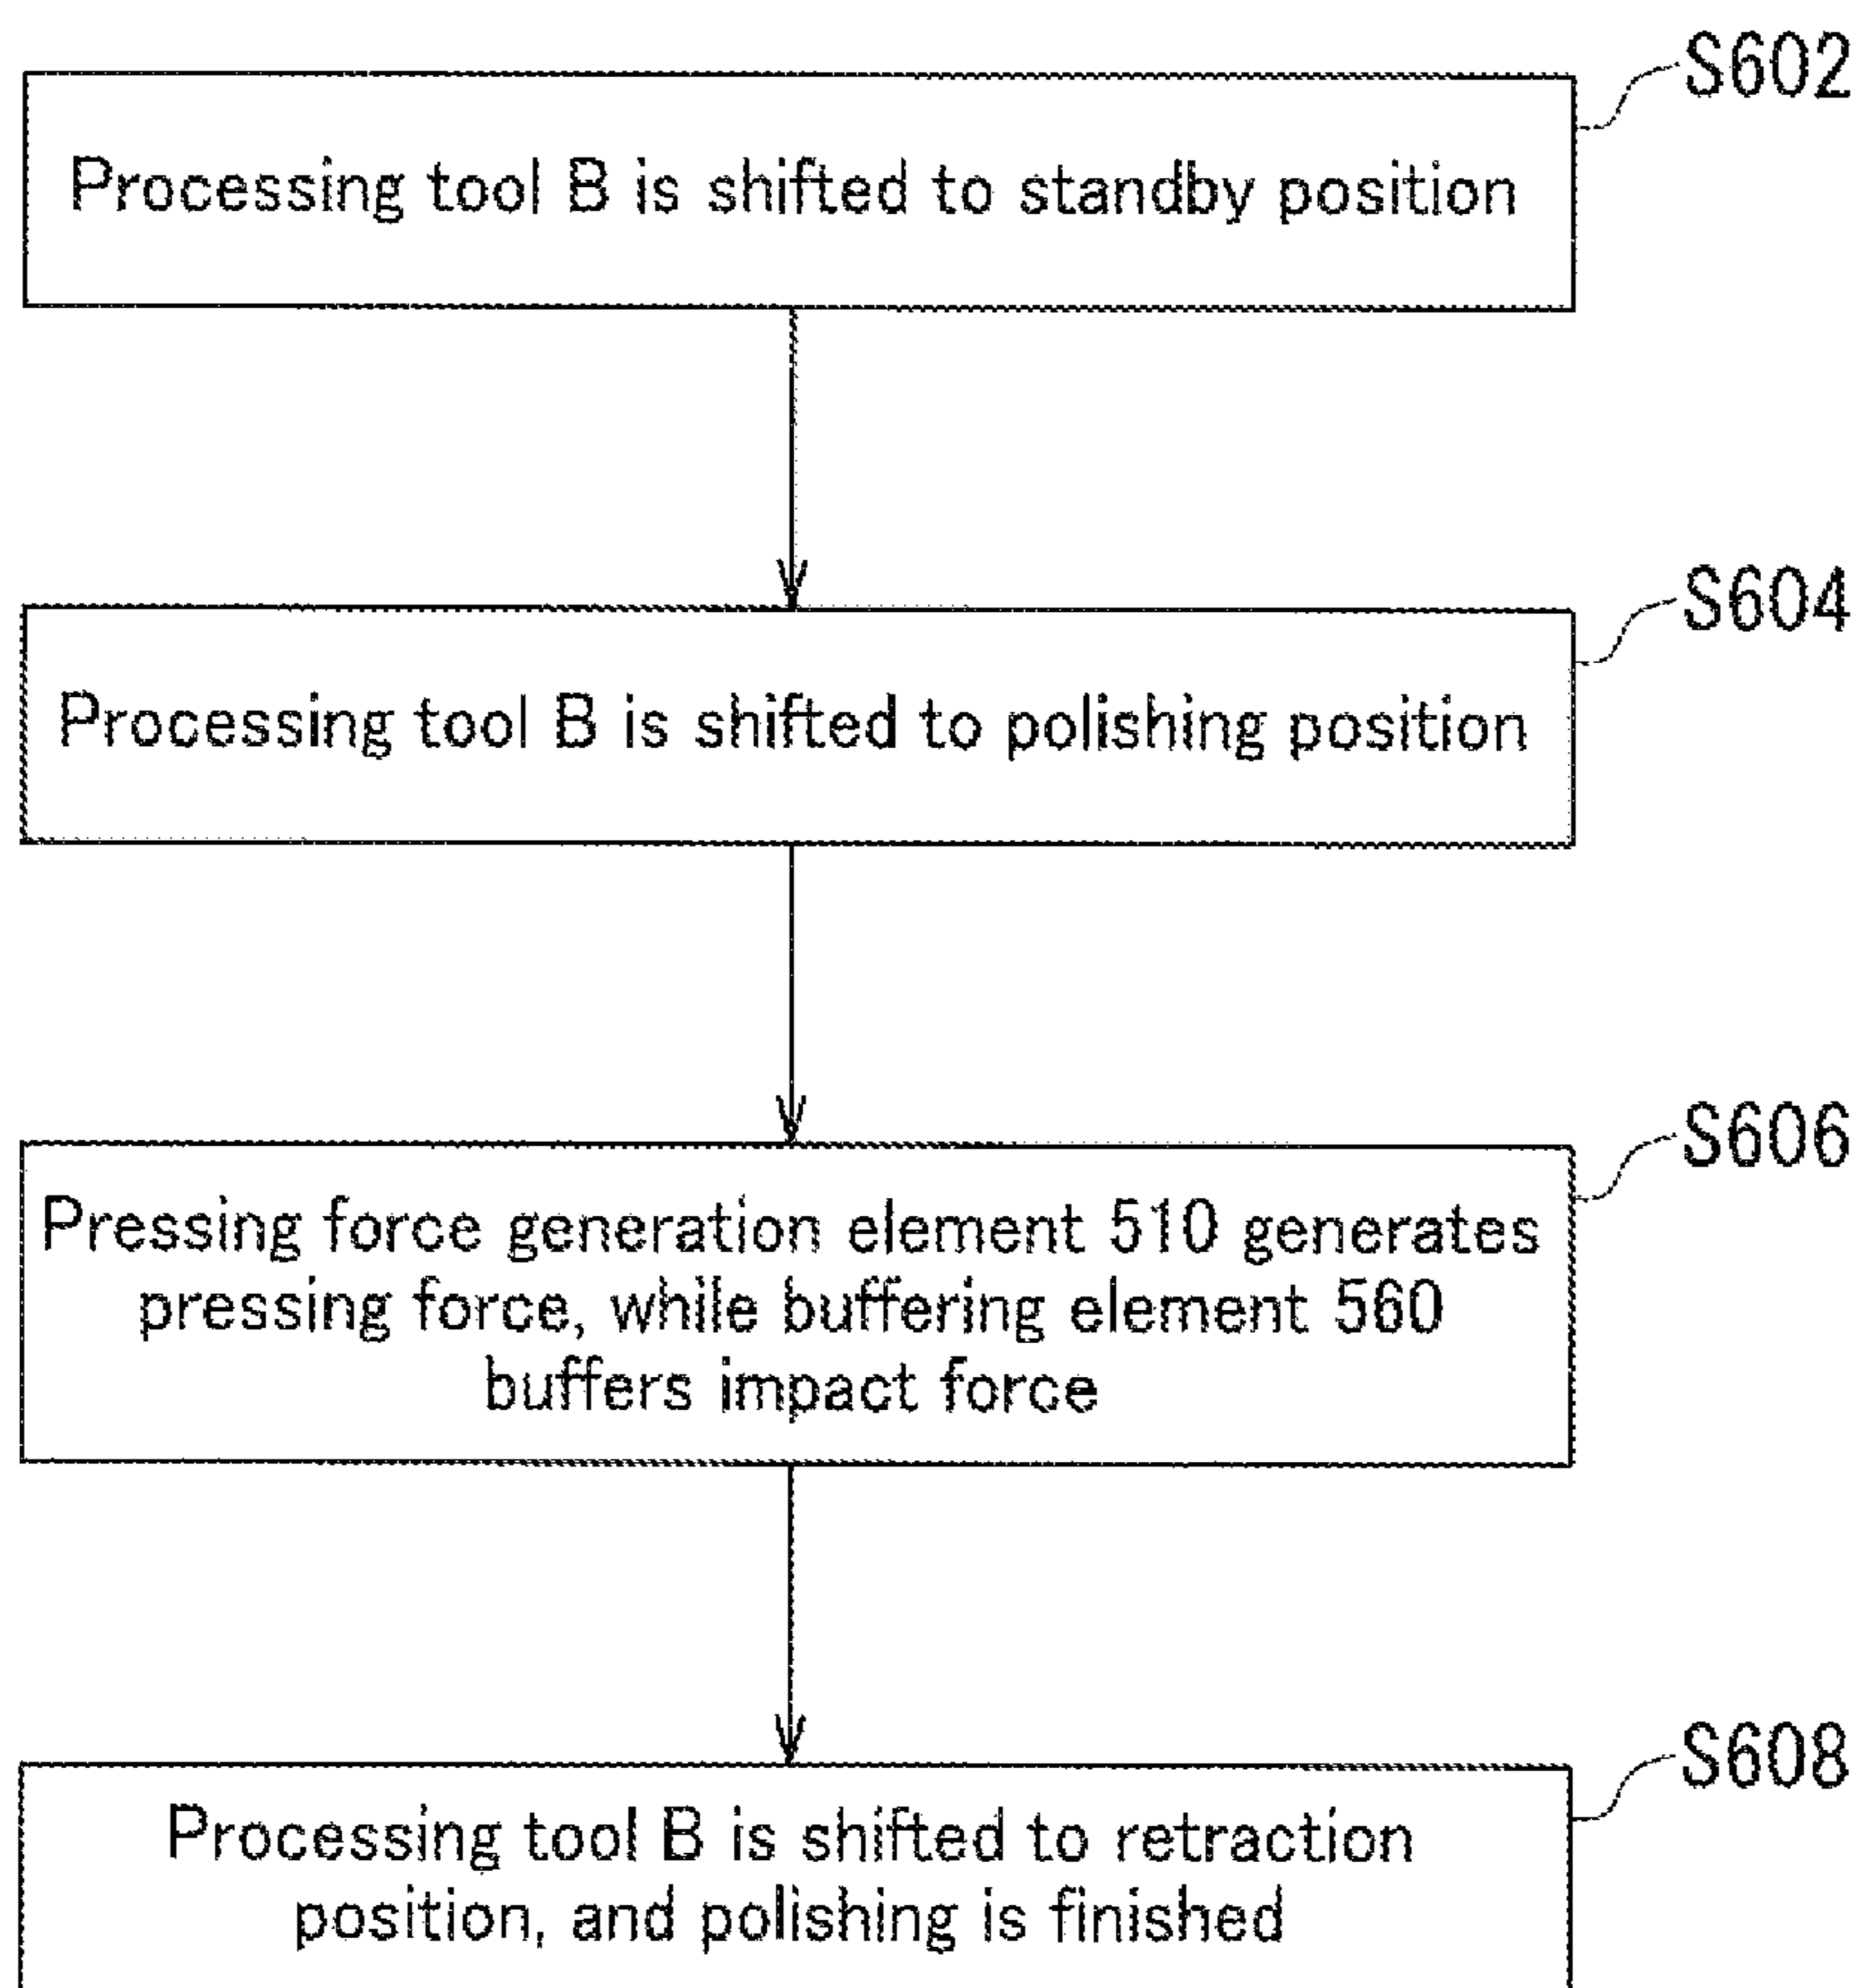 S602
Processing tool B is shifted to standby position
S604
Processing tool B is shifted to polishing position
S606
Pressing force generation element 510 generates
pressing force, while buffering element 560
buffers impact force
S608
Processing tool B is shifted to retraction
position, and polishing is finished